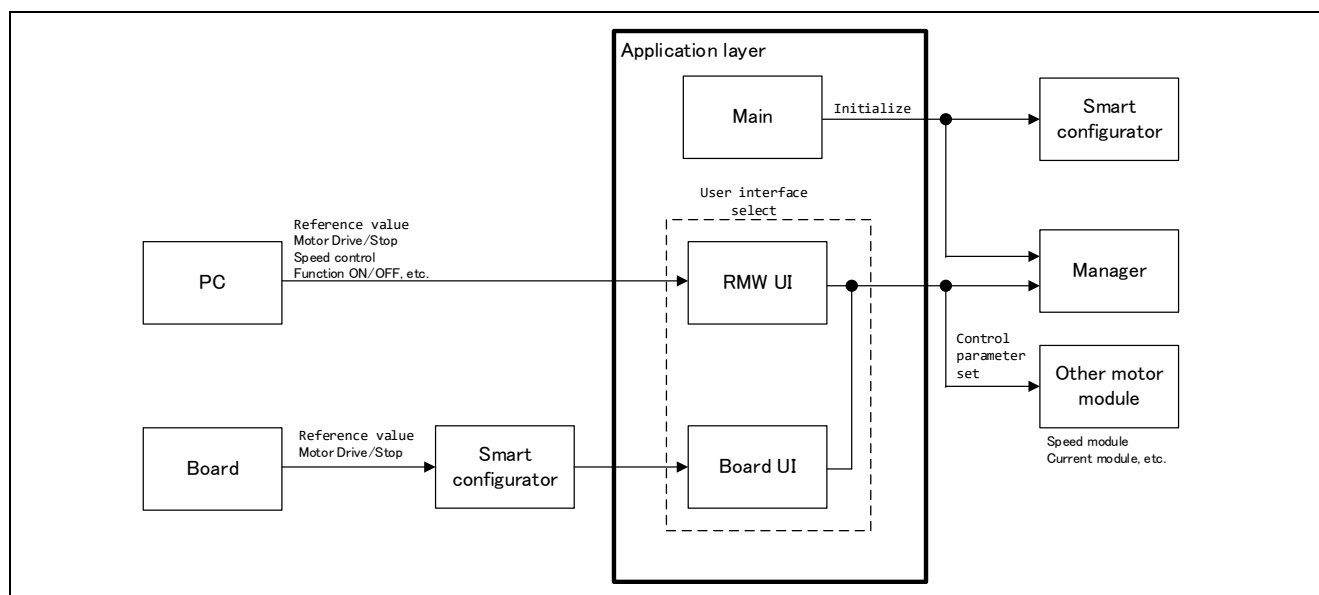 Application layer
Main
Initialize
Smart
configurator
User interface
select
Reference value
Motor Drive/Stop
Speed control
Function ON/OFF, etc.
PC
RMW UI
Manager
Control
parameter
set
Other motor
module
Speed module
Current module, etc.
Board
Reference value
Motor Drive/Stop
Smart
configurator
Board UI